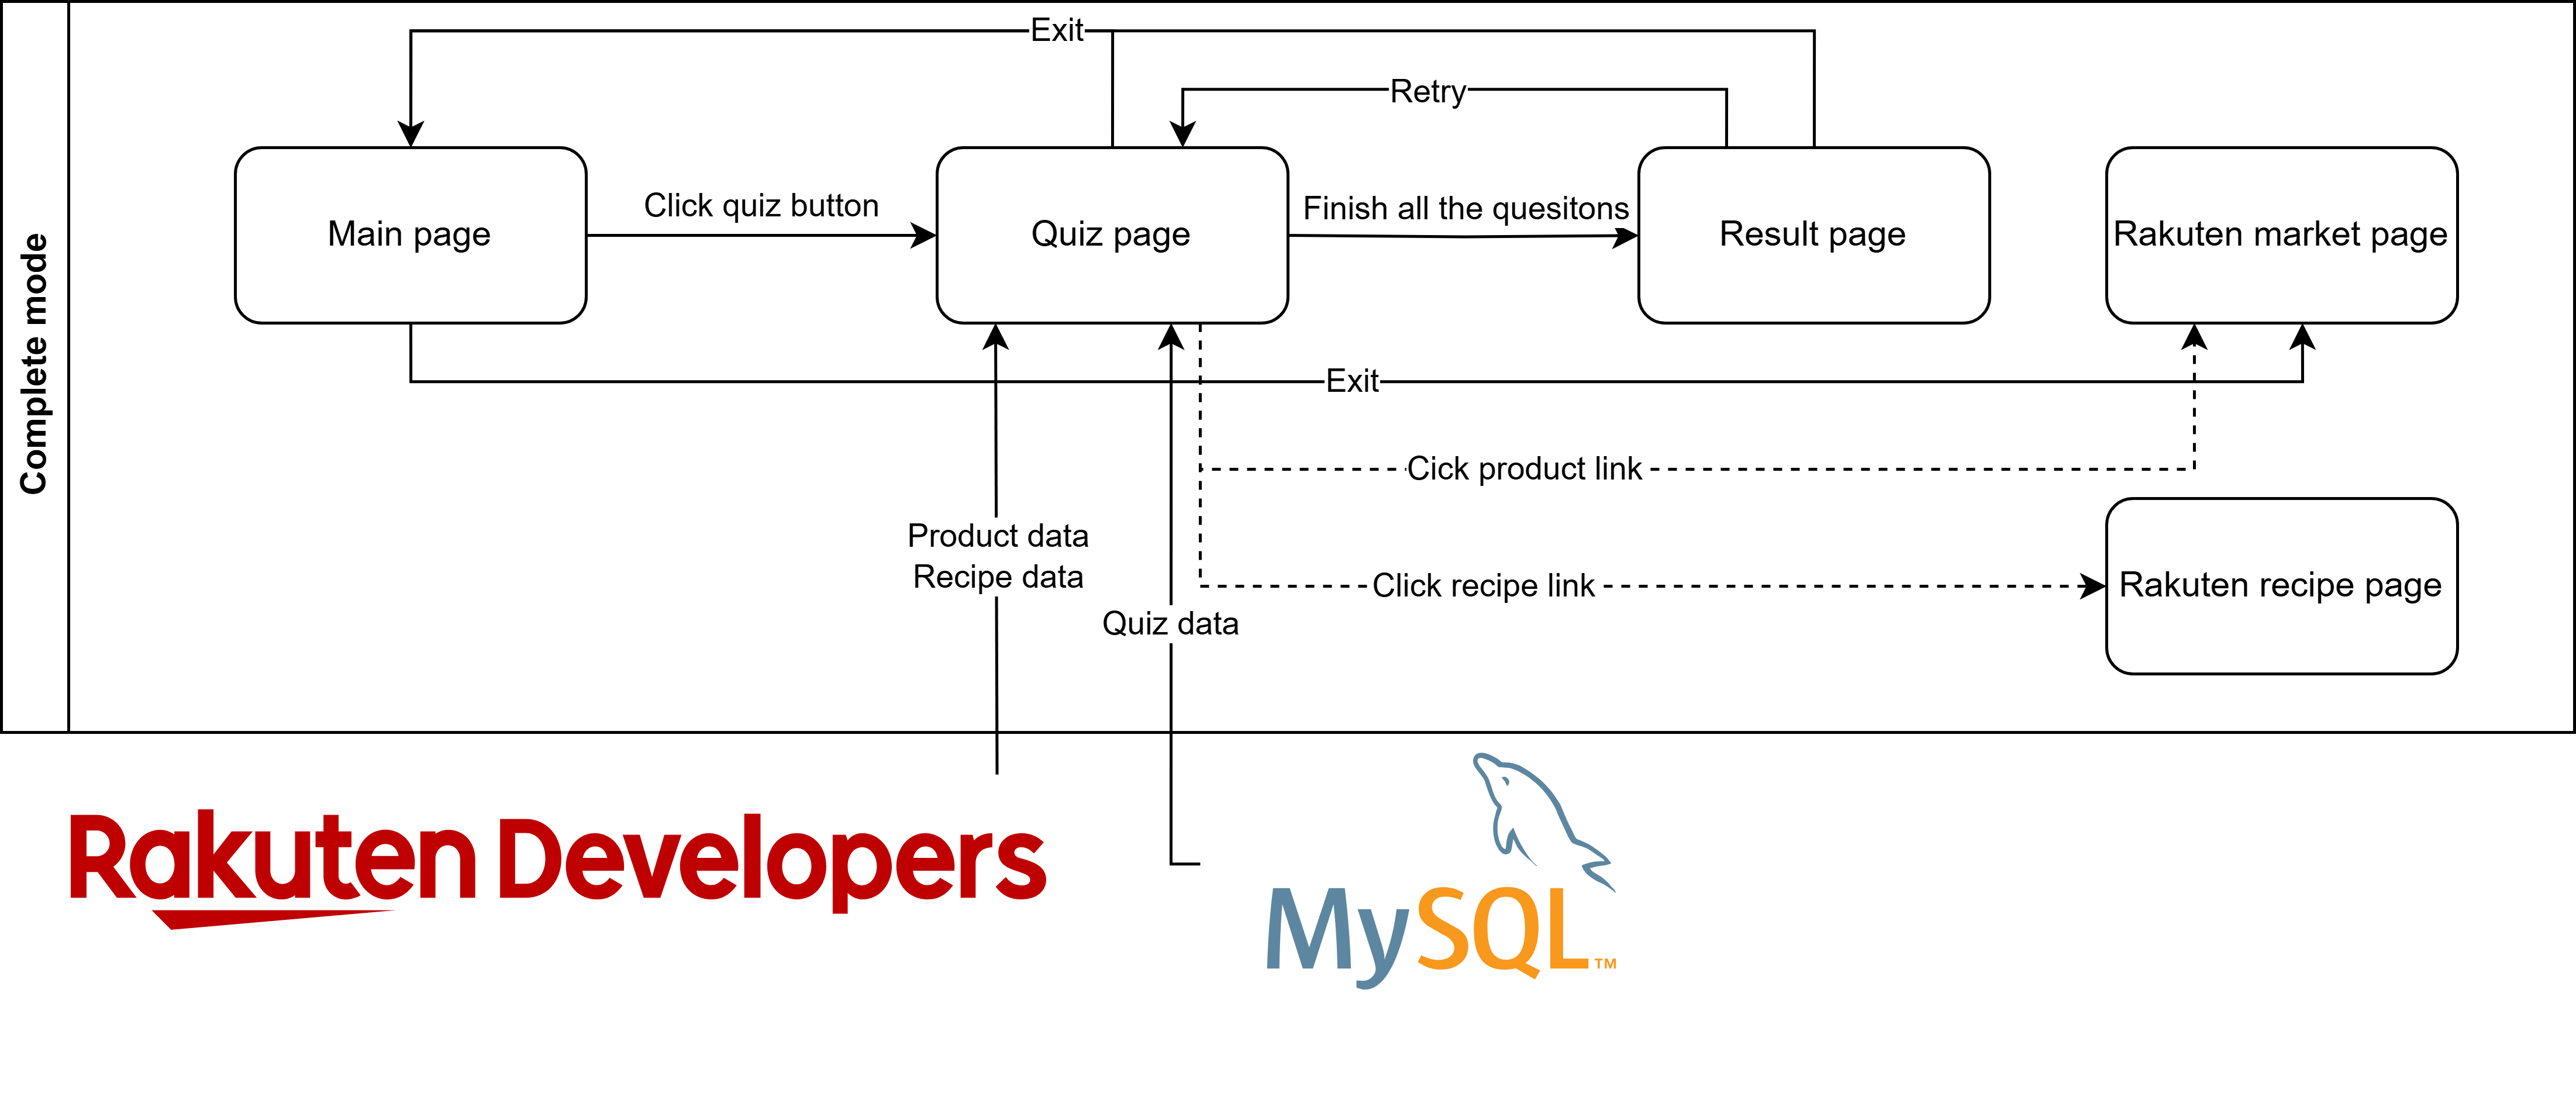 Complete mode
Exit
Retry
Main page
Click quiz button
Quiz page
Finish all the quesitons
Result page
Rakuten market page
Exit
Cick product link
Product data
Recipe data
Click recipe link
Rakuten recipe page
Quiz data
Rakuten Developers
MySQL™